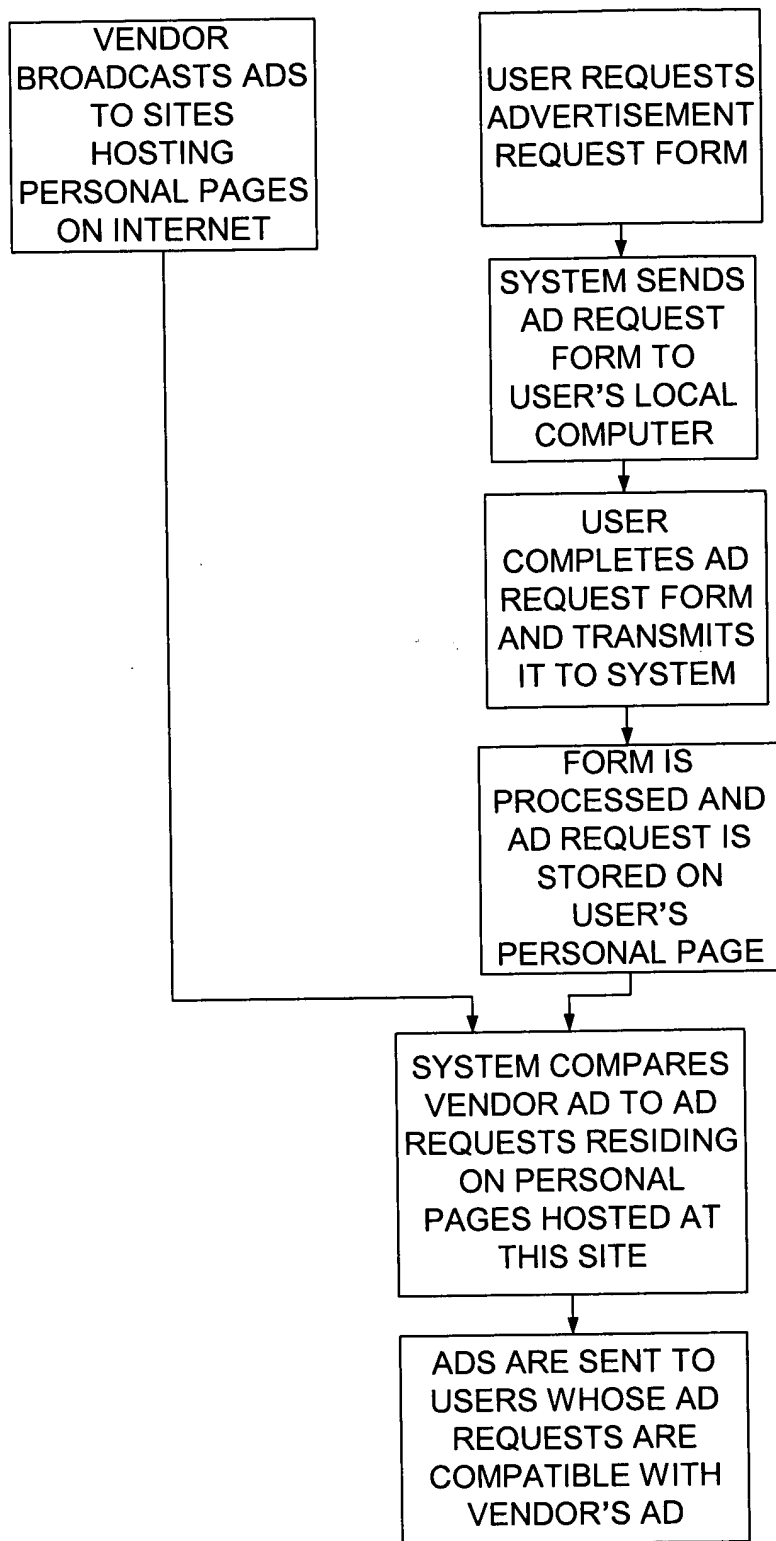 VENDOR
BROADCASTS ADS
TO SITES
HOSTING
PERSONAL PAGES
ON INTERNET
USER REQUESTS
ADVERTISEMENT
REQUEST FORM
SYSTEM SENDS
AD REQUEST
FORM TO
USER'S LOCAL
COMPUTER
USER
COMPLETES AD
REQUEST FORM
AND TRANSMITS
IT TO SYSTEM
FORM IS
PROCESSED AND
AD REQUEST IS
STORED ON
USER'S
PERSONAL PAGE
SYSTEM COMPARES
VENDOR AD TO AD
REQUESTS RESIDING
ON PERSONAL
PAGES HOSTED AT
THIS SITE
ADS ARE SENT TO
USERS WHOSE AD
REQUESTS ARE
COMPATIBLE WITH
VENDOR'S AD